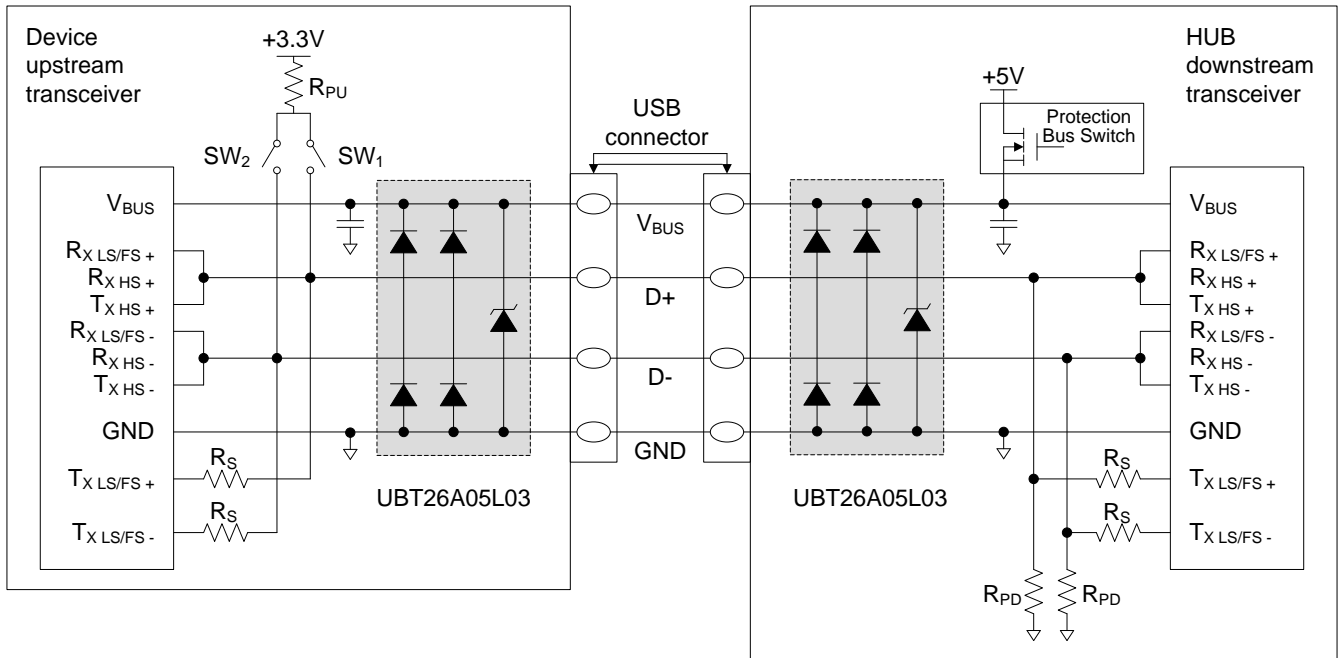 Device
upstream
transceiver
+3.3V
RPU
SW2
SW1
VBUS
RX LS/FS +
RX HS +
TX HS +
RX LS/FS -
RX HS -
TX HS -
GND
TX LS/FS +
TX LS/FS -
RS
RS
UBT26A05L03
USB
connector
VBUS
D+
D-
GND
HUB
downstream
transceiver
+5V
Protection
Bus Switch
UBT26A05L03
VBUS
RX LS/FS +
RX HS +
TX HS +
RX LS/FS -
RX HS -
TX HS -
GND
RS
TX LS/FS +
RS
TX LS/FS -
RPD
RPD